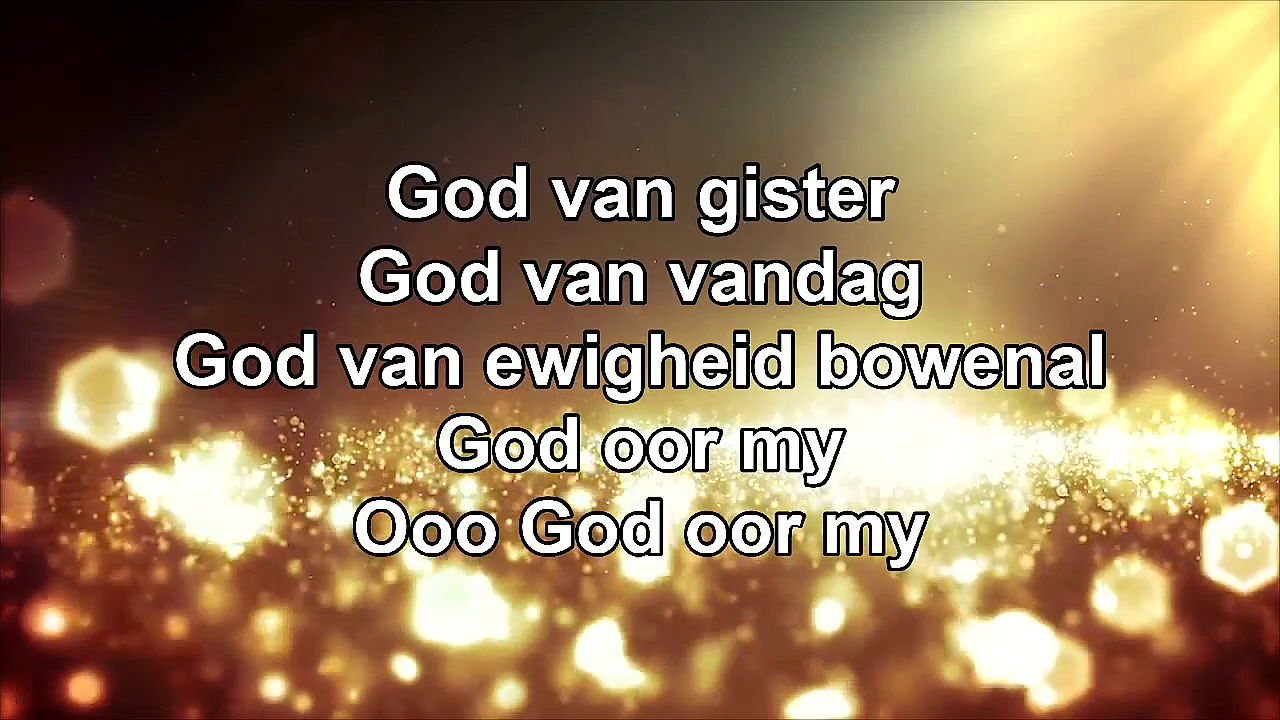 God van gister
God van vandag
God van ewigheid bowenal
God oor my
Ooo God oor my